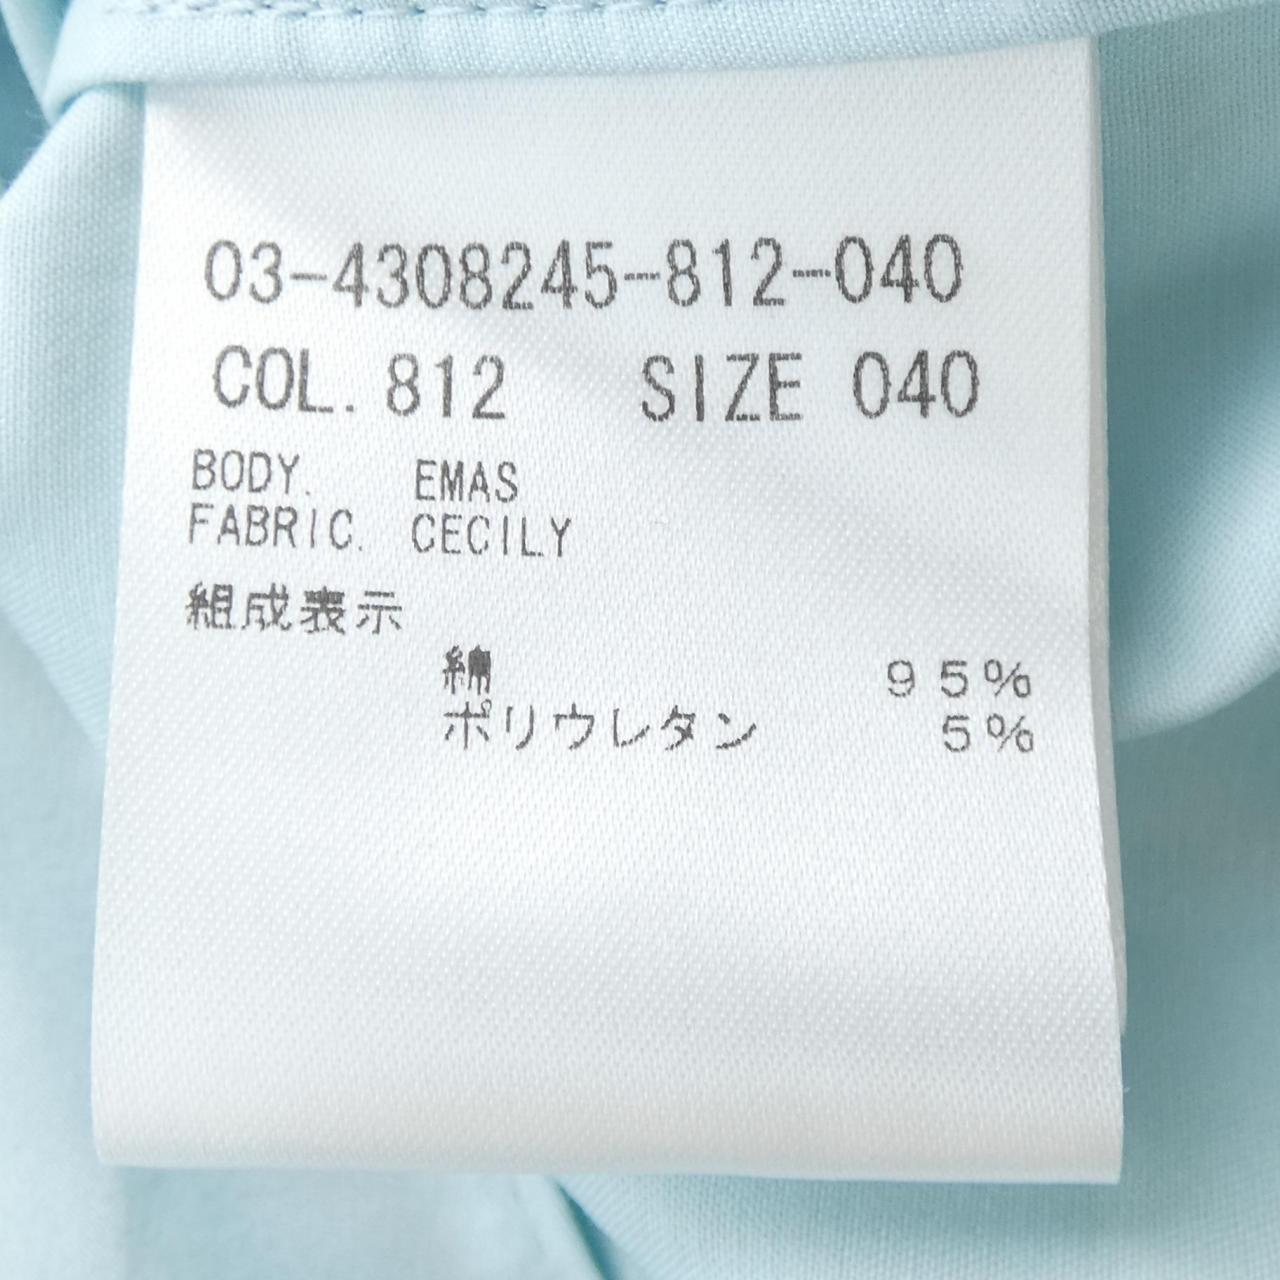 03-4308245-812-040
COL. 812 SIZE 040
BODY. EMAS
FABRIC. CECILY
組成表示
綿 95%
ポリウレタン 5%